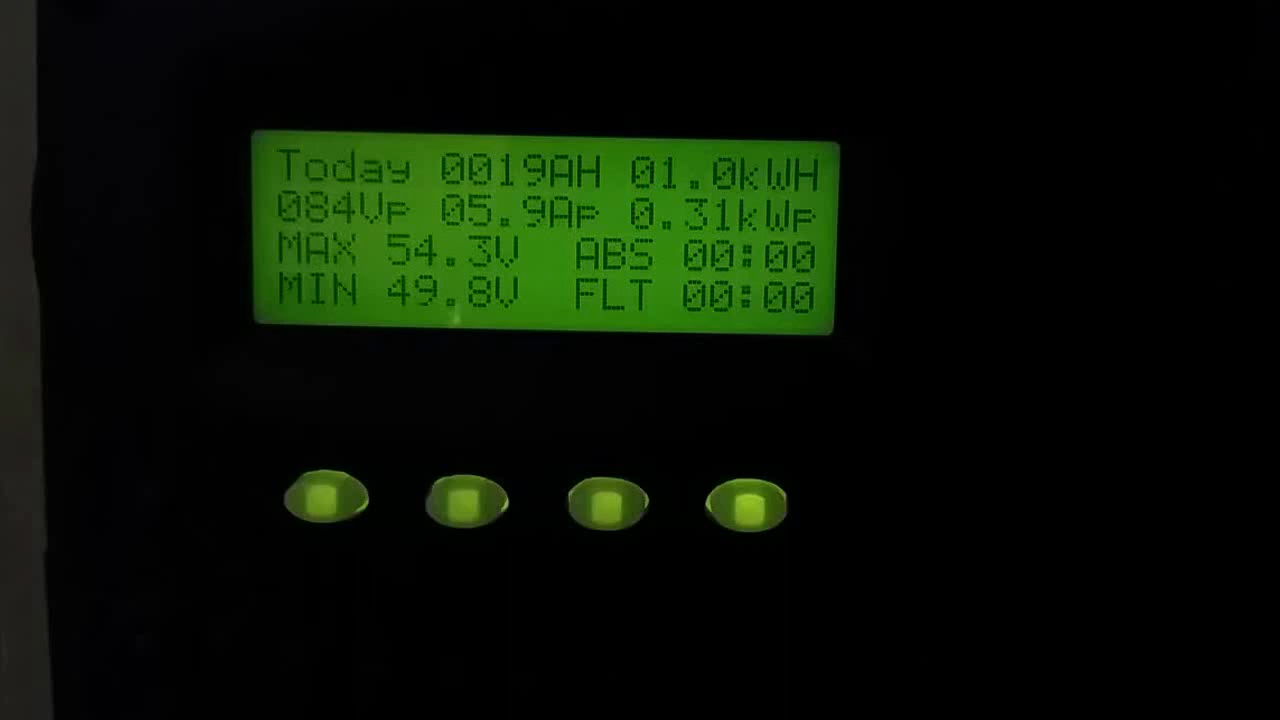 Today 0019AH 01.0kWH
084Vp 05.9Ap 0.31kWp
MAX 54.3V ABS 00:00
MIN 49.8V FLT 00:00